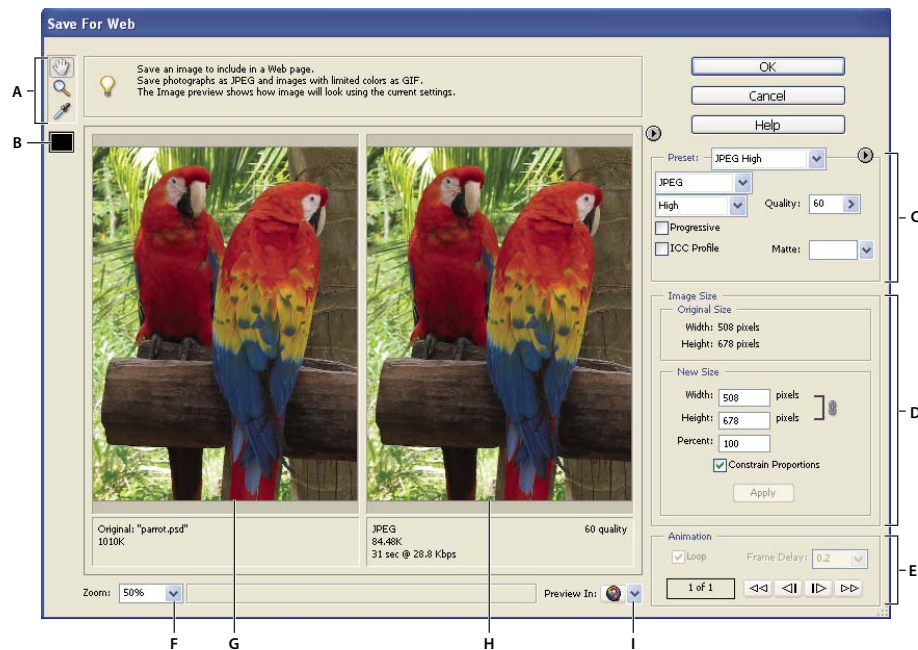 Save For Web
A
B
Save an image to include in a Web page.
Save photographs as JPEG and images with limited colors as GIF.
The Image preview shows how image will look using the current settings.
OK
Cancel
Help
Preset: JPEG High
JPEG
High Quality: 60
Progressive
ICC Profile Matte:
C
Image Size
Original Size
Width: 508 pixels
Height: 678 pixels
New Size
Width: 508 pixels
Height: 678 pixels
Percent: 100
Constrain Proportions
Apply
D
Original: "parrot.psd"
1010K
JPEG 60 quality
84.48K
31 sec @ 28.8 Kbps
Animation
Loop Frame Delay: 0.2
1 of 1
E
Zoom: 50% Preview In:
F G H I